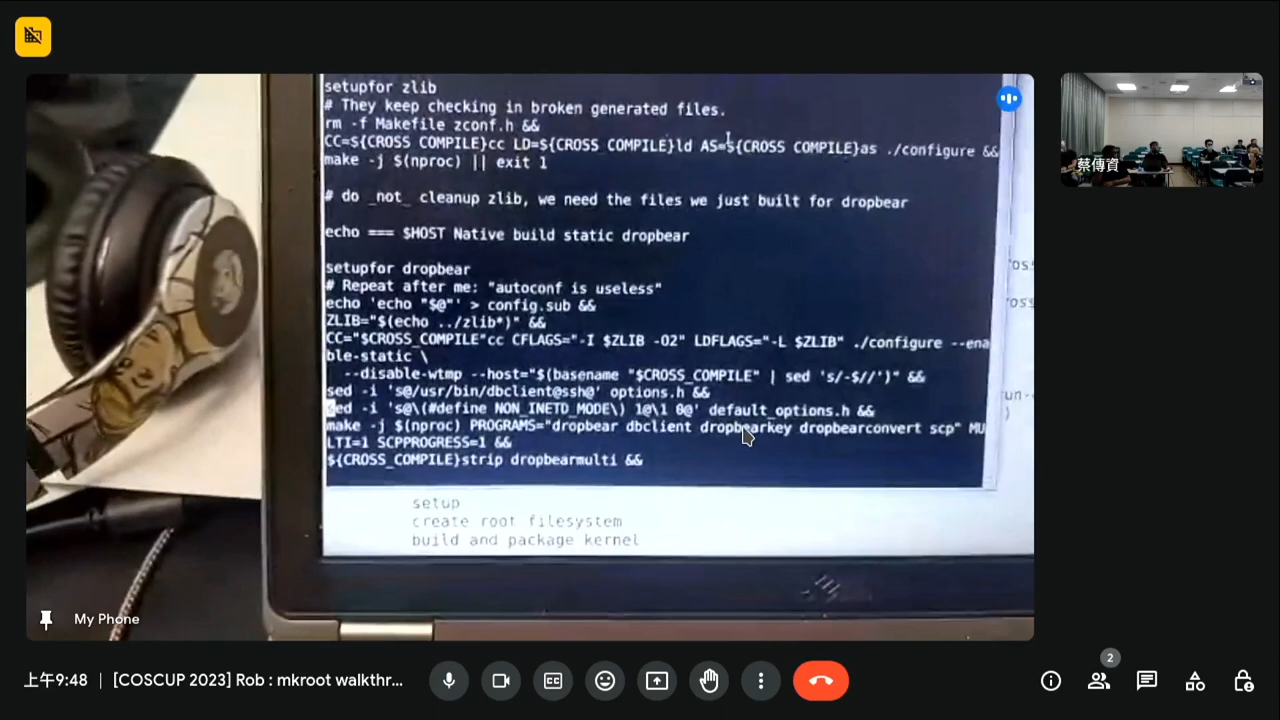 setupfor zlib
# They keep checking in broken generated files.
rm -f Makefile zconf.h &&
CC=${CROSS_COMPILE}cc LD=${CROSS_COMPILE}ld AS=${CROSS_COMPILE}as ./configure &&
make -j $(nproc) || exit 1
# do _not_ cleanup zlib, we need the files we just built for dropbear
echo === $HOST Native build static dropbear
setupfor dropbear
# Repeat after me: "autoconf is useless"
echo 'echo "$@"' > config.sub &&
ZLIB="$(echo ../zlib*)" &&
CC="$CROSS_COMPILE"cc CFLAGS="-I $ZLIB -O2" LDFLAGS="-L $ZLIB" ./configure --ena
ble-static \
--disable-wtmp --host="$(basename "$CROSS_COMPILE" | sed 's/-$//')" &&
sed -i 's@/usr/bin/dbclient@ssh@' options.h &&
sed -i 's@\(#define NON_INETD_MODE\) 1@\1 0@' default_options.h &&
make -j $(nproc) PROGRAMS="dropbear dbclient dropbearkey dropbearconvert scp" MU
LTI=1 SCPPROGRESS=1 &&
${CROSS_COMPILE}strip dropbearmulti &&
setup
create root filesystem
build and package kernel
My Phone
蔡傳資
上午9:48 | [COSCUP 2023] Rob : mkroot walkthr...
2